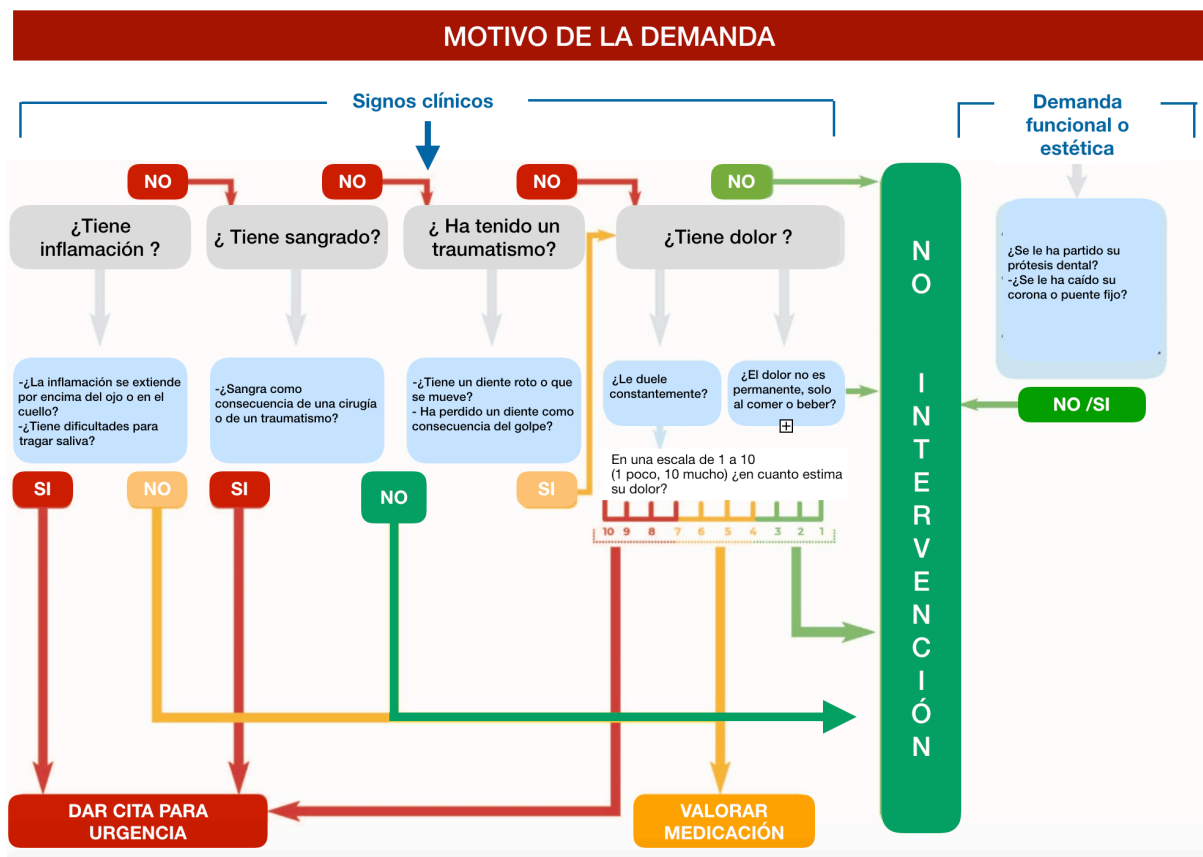 MOTIVO DE LA DEMANDA
Signos clínicos
Demanda
funcional o
estética
NO
NO
NO
NO
¿Tiene
inflamación ?
¿ Tiene sangrado?
¿ Ha tenido un
traumatismo?
¿Tiene dolor ?
¿Se le ha partido su
prótesis dental?
-¿Se le ha caído su
corona o puente fijo?
-¿La inflamación se extiende
por encima del ojo o en el
cuello?
-¿Tiene dificultades para
tragar saliva?
-¿Sangra como
consecuencia de una cirugía
o de un traumatismo?
-¿Tiene un diente roto o que
se mueve?
- Ha perdido un diente como
consecuencia del golpe?
¿Le duele
constantemente?
¿El dolor no es
permanente, solo
al comer o beber?
NO /SI
En una escala de 1 a 10
(1 poco, 10 mucho) ¿en cuanto estima
su dolor?
SI
NO
SI
NO
SI
10 9 8 7 6 5 4 3 2 1
NO INTERVENCIÓN
DAR CITA PARA
URGENCIA
VALORAR
MEDICACIÓN